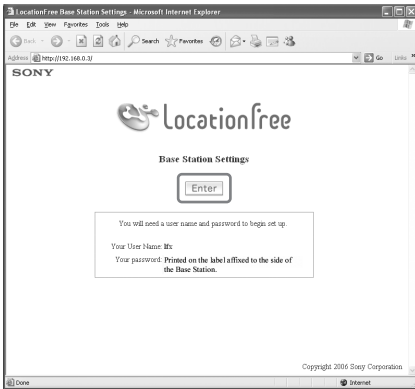 LocationFree Base Station Settings - Microsoft Internet Explorer
File Edit View Favorites Tools Help
Back Search Favorites
Address http://192.168.0.3/ Go Links »
SONY
LocationFree
Base Station Settings
Enter
You will need a user name and password to begin set up.
Your User Name: lfx
Your password: Printed on the label affixed to the side of
the Base Station.
Copyright 2006 Sony Corporation
Done Internet